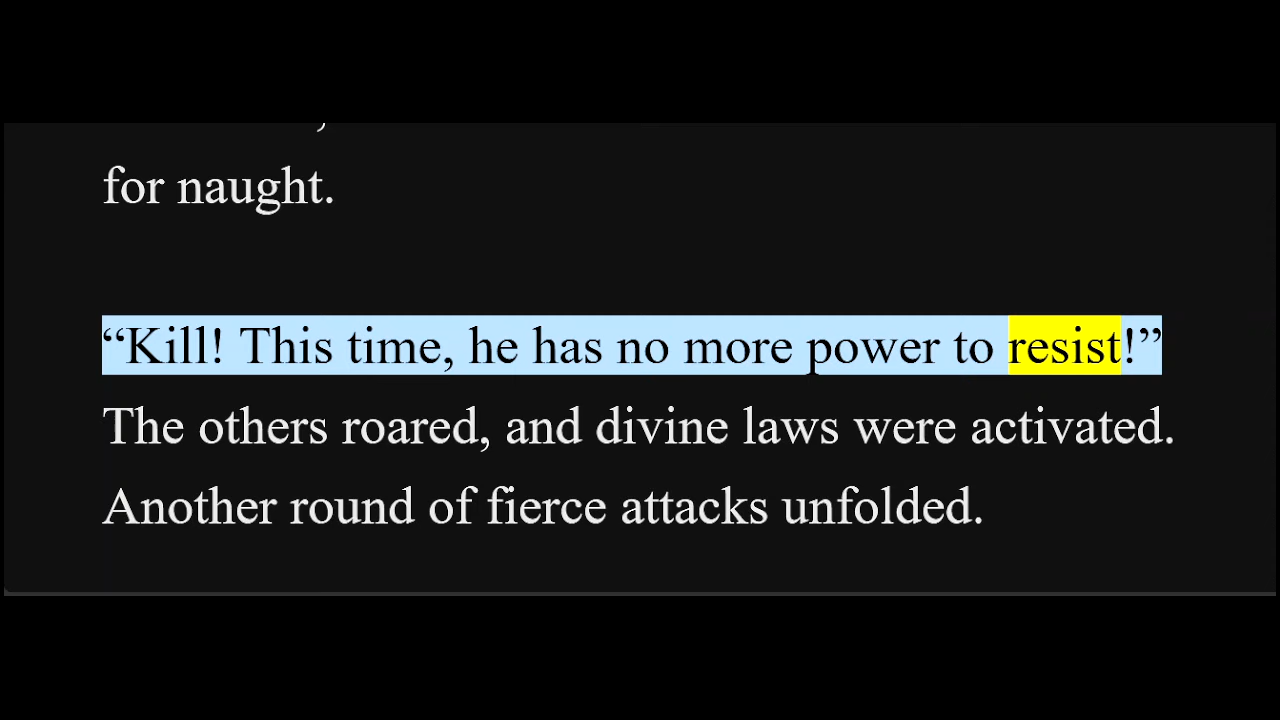 for naught.
“Kill! This time, he has no more power to resist!”
The others roared, and divine laws were activated.
Another round of fierce attacks unfolded.